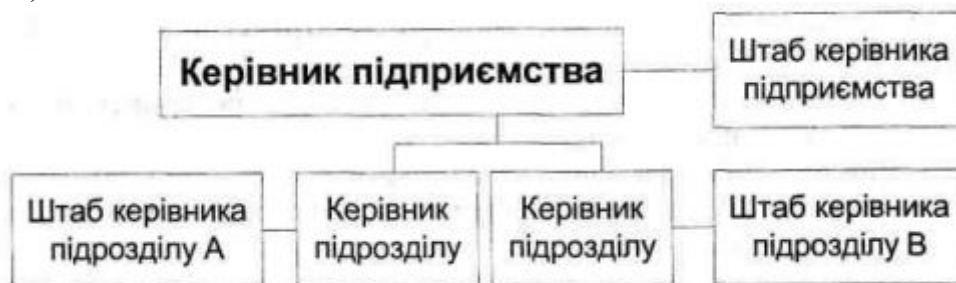 Керівник підприємства
Штаб керівника
підприємства
Штаб керівника
підрозділу А
Керівник
підрозділу
Керівник
підрозділу
Штаб керівника
підрозділу В